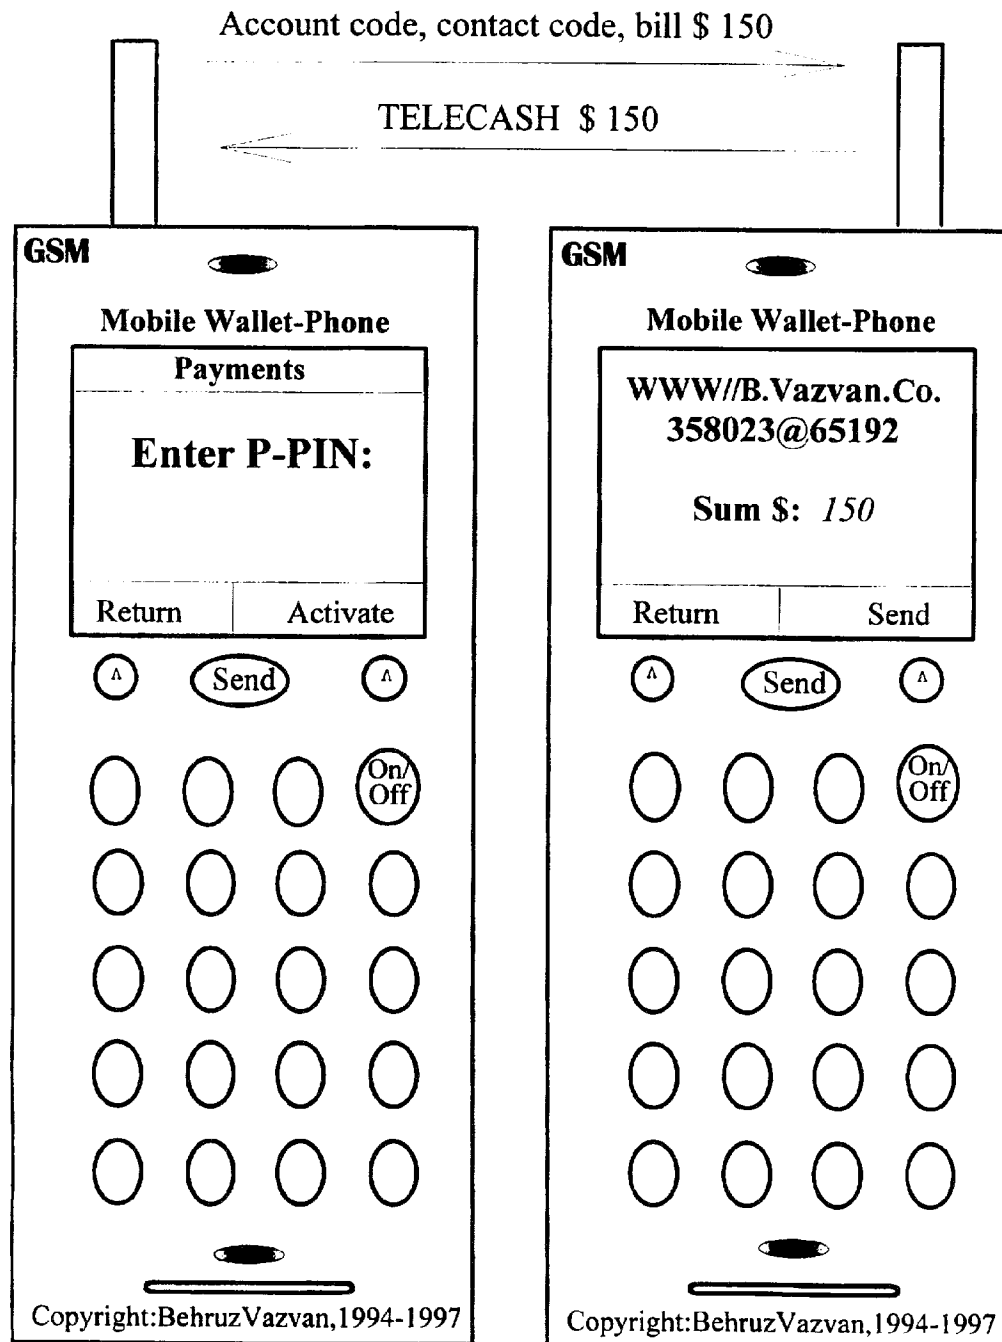 Account code, contact code, bill $ 150
TELECASH $ 150
GSM
Mobile Wallet-Phone
Payments
Enter P-PIN:
Return Activate
^ Send ^
On/
Off
Copyright:BehruzVazvan,1994-1997
GSM
Mobile Wallet-Phone
WWW//B.Vazvan.Co.
358023@65192
Sum $: 150
Return Send
^ Send ^
On/
Off
Copyright:BehruzVazvan,1994-1997